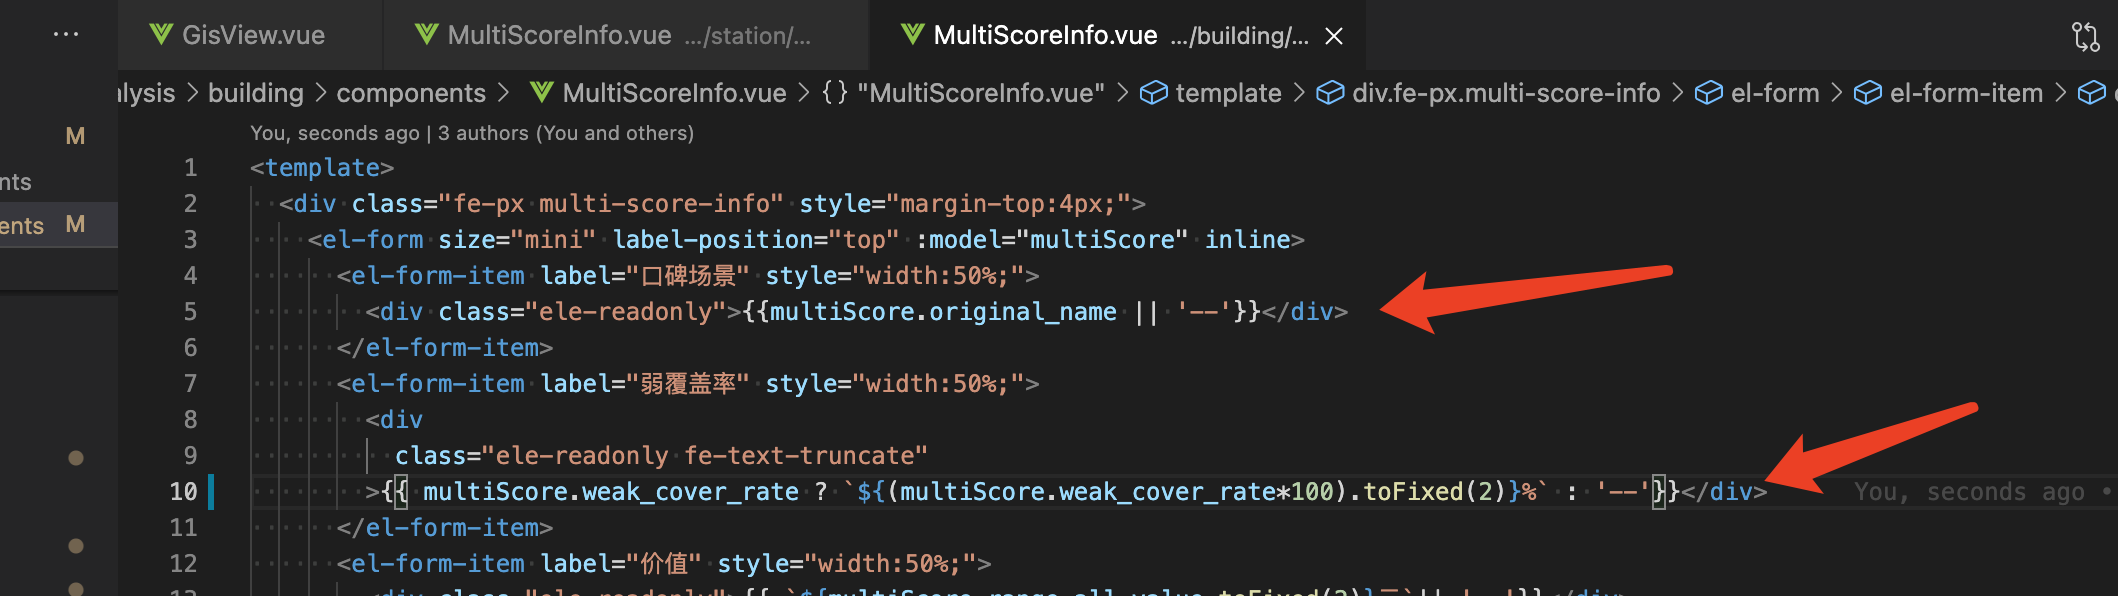 GisView.vue MultiScoreInfo.vue .../station/... MultiScoreInfo.vue .../building/...
lysis > building > components > MultiScoreInfo.vue > {} "MultiScoreInfo.vue" > template > div.fe-px.multi-score-info > el-form > el-form-item >
M
nts
ents M
You, seconds ago | 3 authors (You and others)
1 <template>
2 <div class="fe-px multi-score-info" style="margin-top:4px;">
3 <el-form size="mini" label-position="top" :model="multiScore" inline>
4 <el-form-item label="口碑场景" style="width:50%;">
5 <div class="ele-readonly">{{multiScore.original_name || '--'}}</div>
6 </el-form-item>
7 <el-form-item label="弱覆盖率" style="width:50%;">
8 <div
9 class="ele-readonly fe-text-truncate"
10 >{{ multiScore.weak_cover_rate ? `${(multiScore.weak_cover_rate*100).toFixed(2)}%` : '--'}}</div> You, seconds ago •
11 </el-form-item>
12 <el-form-item label="价值" style="width:50%;">